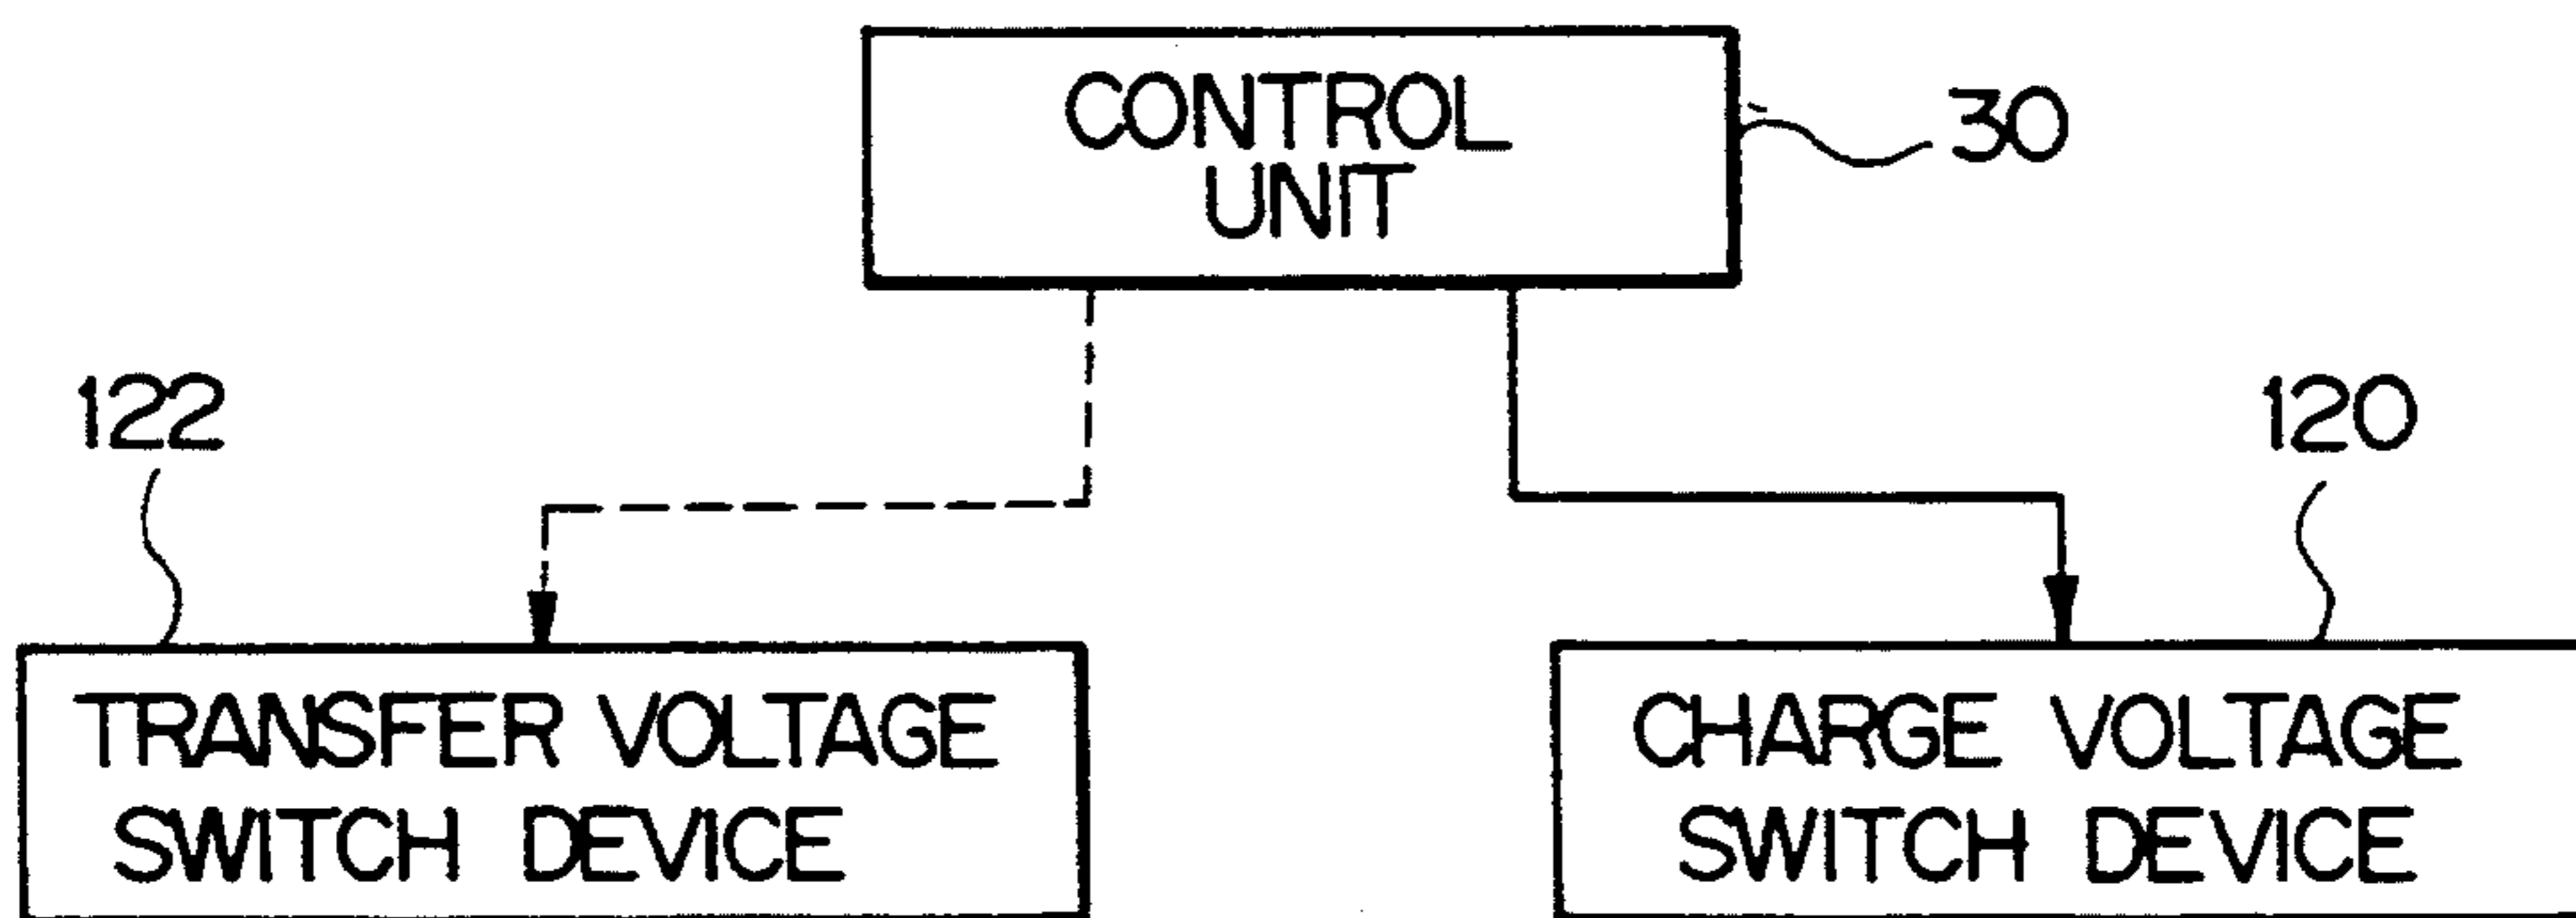 CONTROL
UNIT
30
122
120
TRANSFER VOLTAGE
SWITCH DEVICE
CHARGE VOLTAGE
SWITCH DEVICE